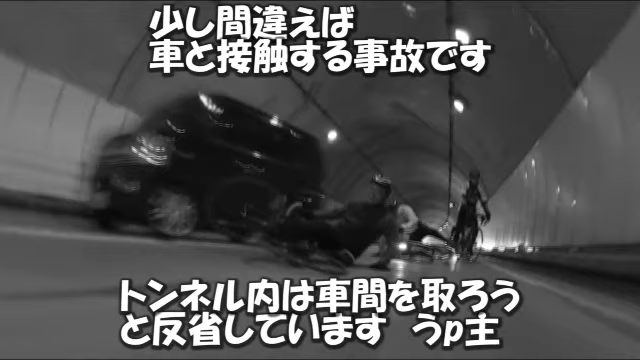 少し間違えば
車と接触する事故です
トンネル内は車間を取ろう
と反省しています　うp主